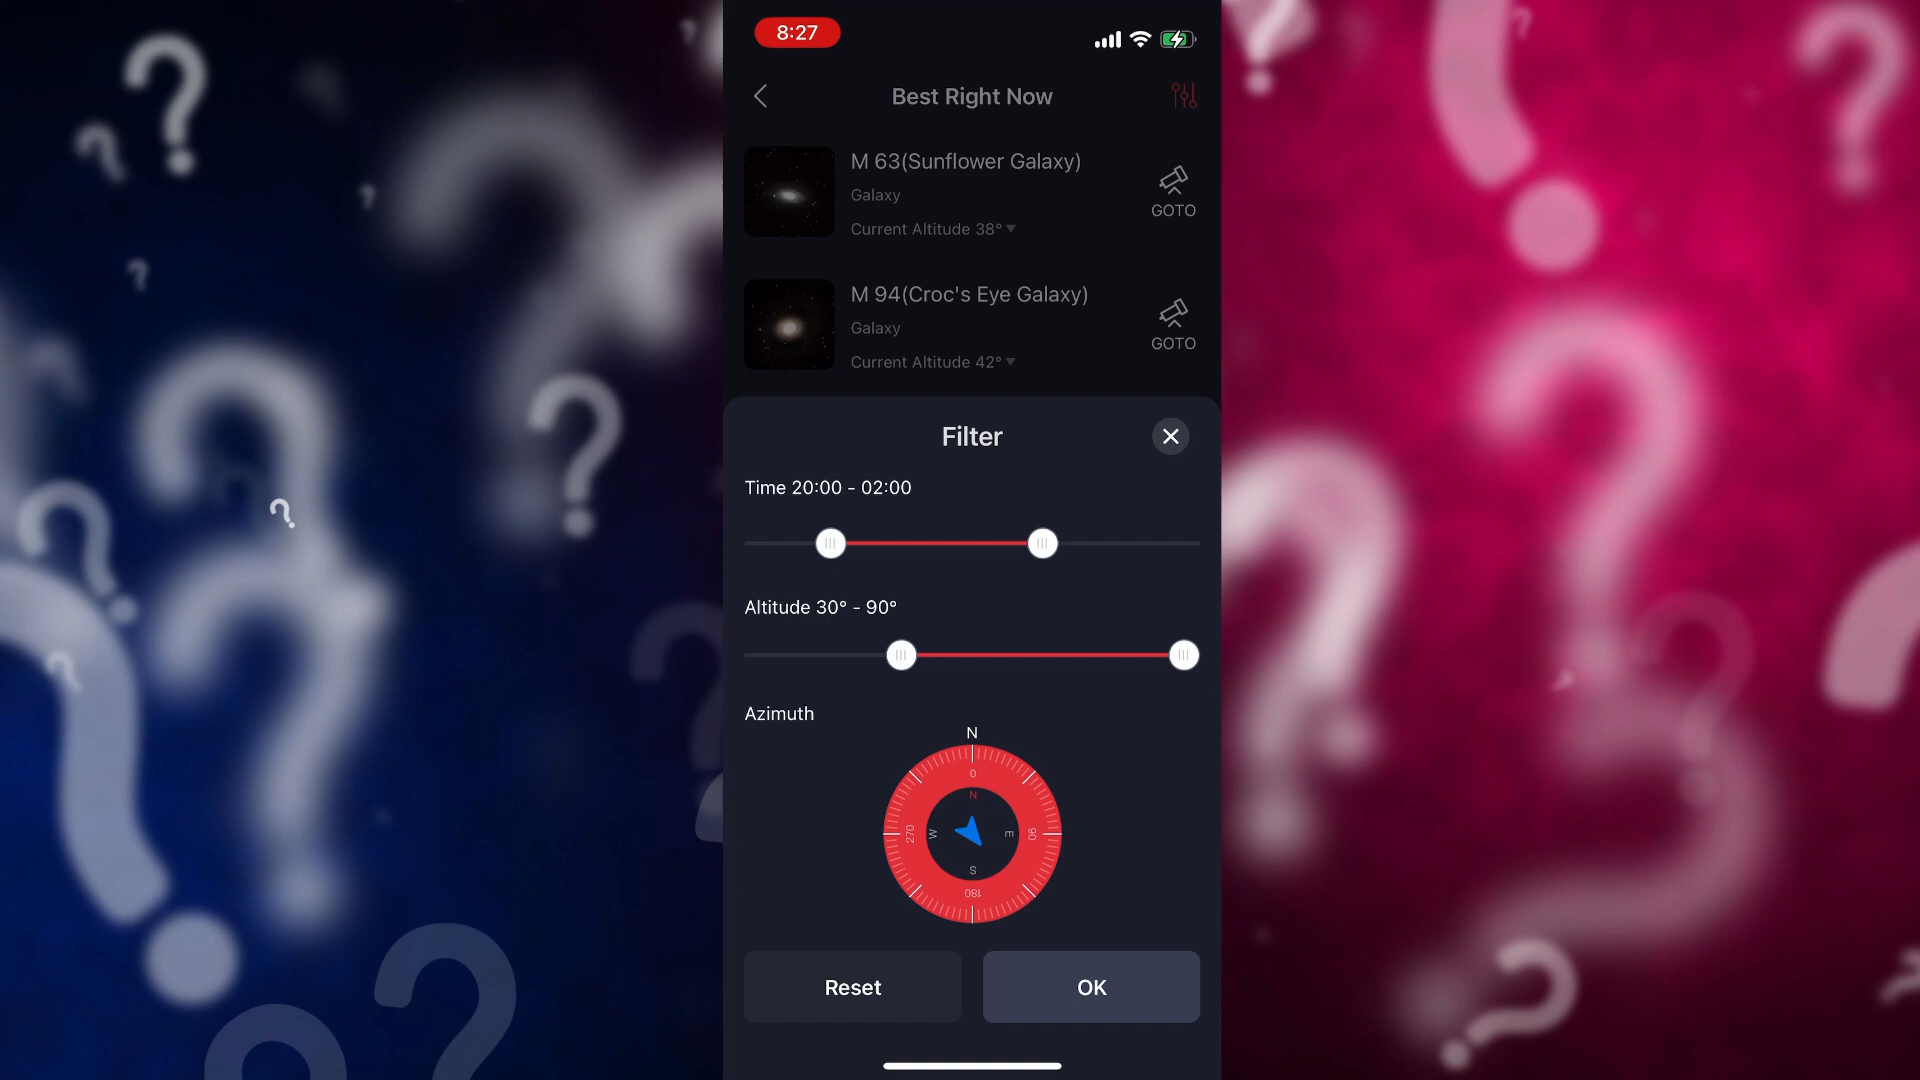 8:27
Best Right Now
M 63(Sunflower Galaxy)
Galaxy
Current Altitude 38°
GOTO
M 94(Croc's Eye Galaxy)
Galaxy
Current Altitude 42°
GOTO
Filter
Time 20:00 - 02:00
Altitude 30° - 90°
Azimuth
N
0
N
270
W
E
90
S
180
Reset
OK